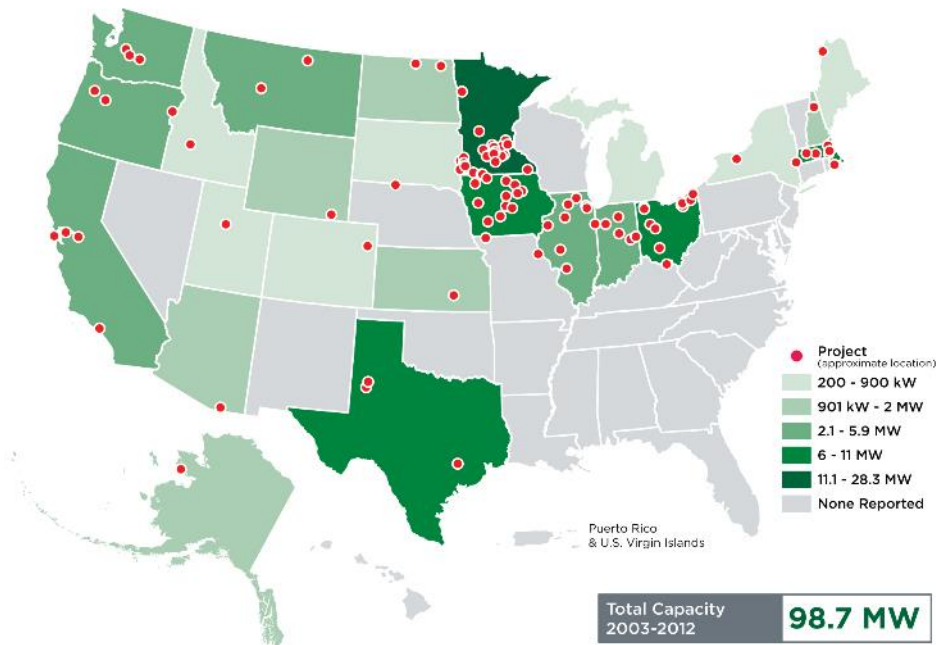 Project
(approximate location)
200 - 900 kW
901 kW - 2 MW
2.1 - 5.9 MW
6 - 11 MW
11.1 - 28.3 MW
None Reported
Puerto Rico
& U.S. Virgin Islands
Total Capacity
2003-2012
98.7 MW